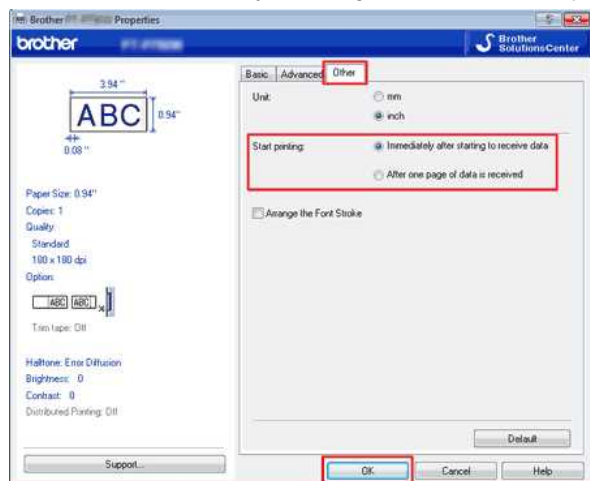 Brother Properties
brother
Brother
SolutionsCenter
3.94 "
ABC
0.94"
0.08 "
Paper Size: 0.94"
Copies: 1
Quality
Standard
180 x 180 dpi
Option:
ABC ABC
Trim tape: Off
Halftone: Error Diffusion
Brightness: 0
Contrast: 0
Distributed Printing: Off
Support...
Basic Advanced Other
Unit: mm
inch
Start printing: Immediately after starting to receive data
After one page of data is received
Arrange the Font Stroke
Default
OK Cancel Help